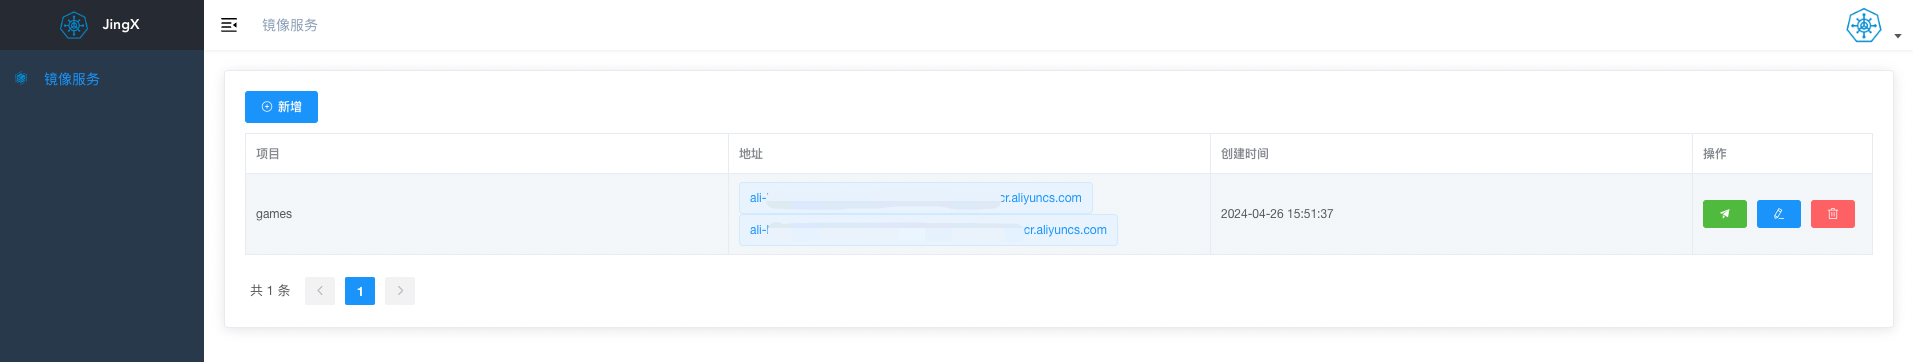 JingX
镜像服务
镜像服务
新增
项目
地址
创建时间
操作
games
ali-
cr.aliyuncs.com
ali-
cr.aliyuncs.com
2024-04-26 15:51:37
共 1 条
1